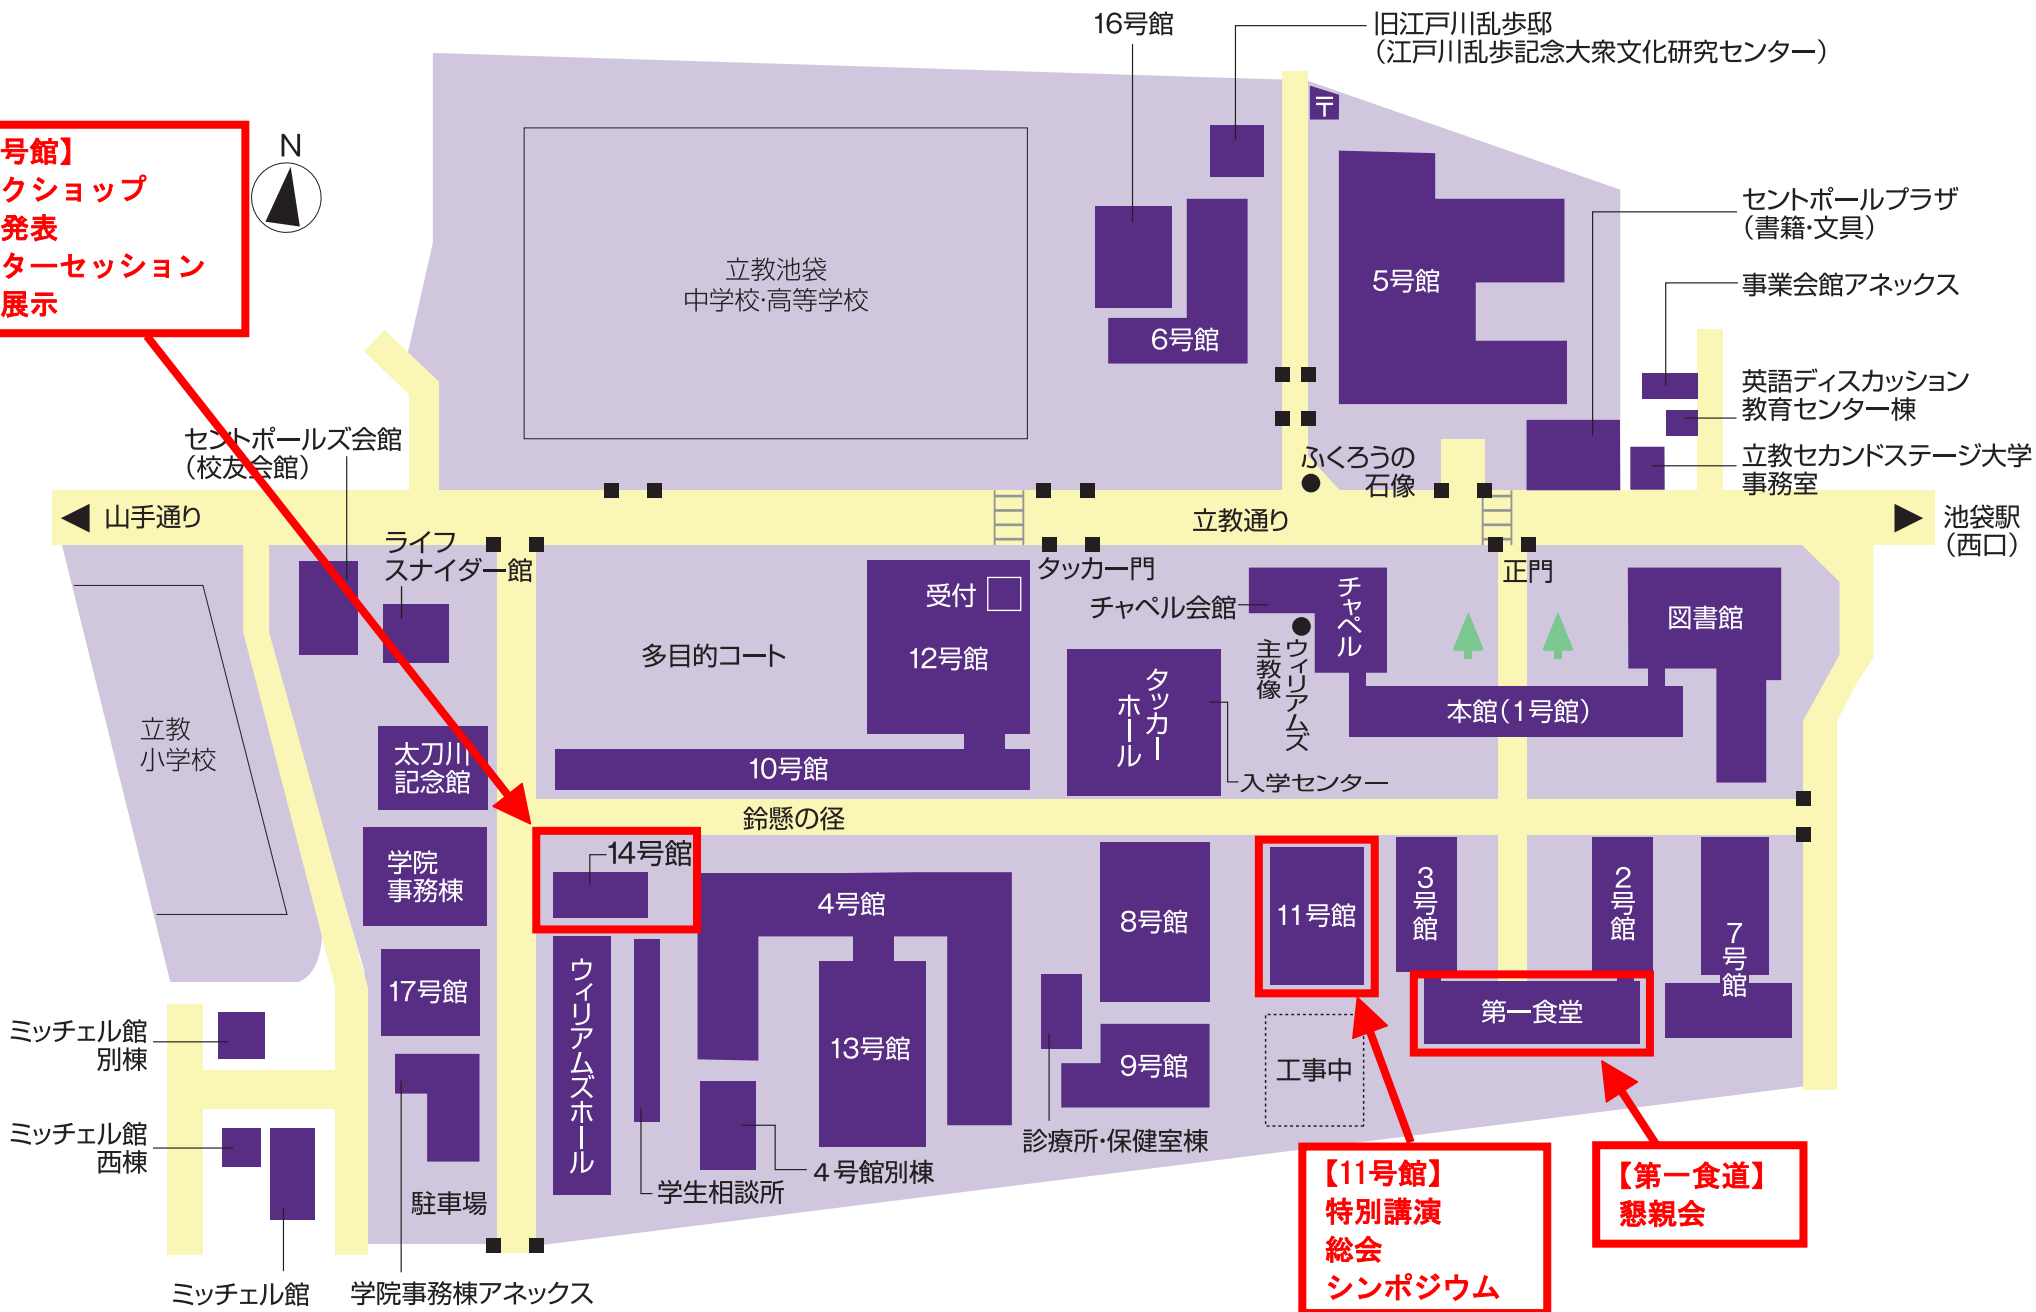 16号館
旧江戸川乱歩邸
（江戸川乱歩記念大衆文化研究センター）
〒
号館】
クショップ
発表
ターセッション
展示
N
セントポールプラザ
（書籍・文具）
立教池袋
中学校・高等学校
5号館
事業会館アネックス
6号館
英語ディスカッション
教育センター棟
セントポールズ会館
（校友会館）
ふくろうの
石像
立教セカンドステージ大学
事務室
山手通り
立教通り
池袋駅
（西口）
ライフ
スナイダー館
タッカー門
正門
受付
チャペル会館
チャペル
図書館
多目的コート
12号館
ウィリアムズ
主教像
タッカー
ホール
本館（1号館）
立教
小学校
太刀川
記念館
10号館
入学センター
鈴懸の径
14号館
学院
事務棟
4号館
8号館
11号館
3号館
2号館
7号館
17号館
ウィリアムズホール
第一食堂
ミッチェル館
別棟
13号館
9号館
工事中
ミッチェル館
西棟
診療所・保健室棟
4号館別棟
学生相談所
駐車場
【11号館】
特別講演
総会
シンポジウム
【第一食道】
懇親会
ミッチェル館
学院事務棟アネックス